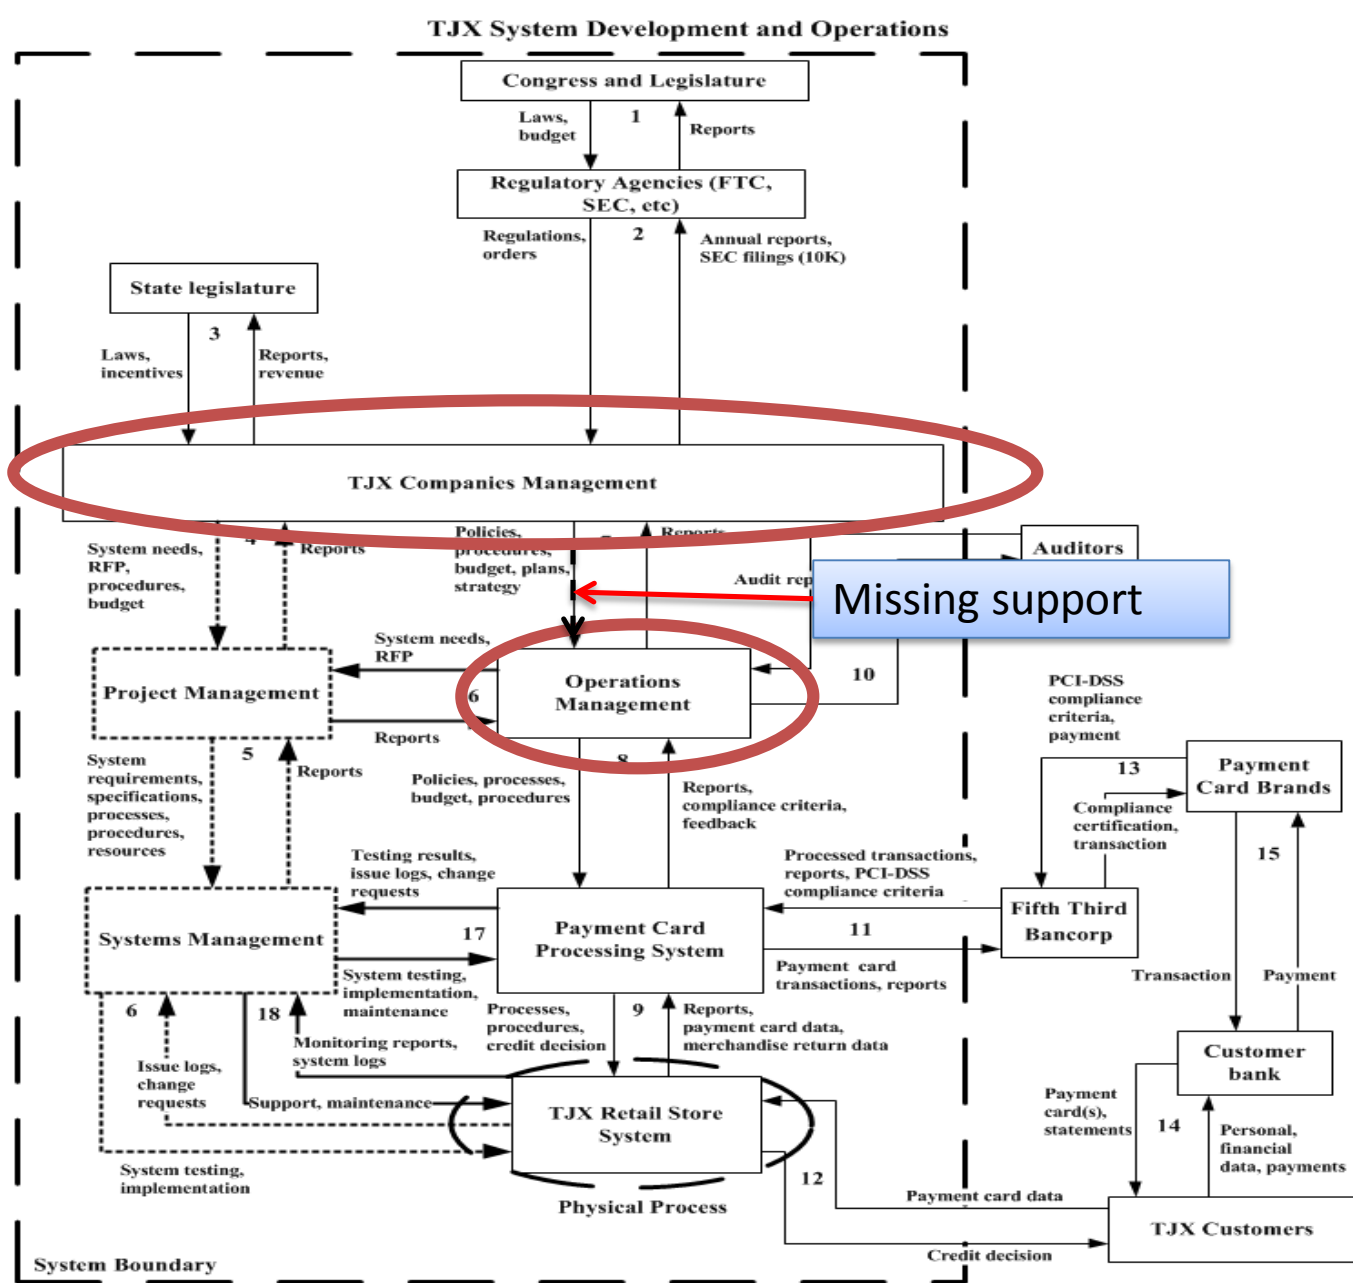 TJX System Development and Operations
Congress and Legislature
Laws,
budget
1
Reports
Regulatory Agencies (FTC,
SEC, etc)
Regulations,
orders
2
Annual reports,
SEC filings (10K)
State legislature
3
Laws,
incentives
Reports,
revenue
TJX Companies Management
System needs,
RFP,
procedures,
budget
4
Reports
Policies,
procedures,
budget, plans,
strategy
Reports
Auditors
Audit
Missing support
System needs,
RFP
Project Management
6
Operations
Management
10
Reports
PCI-DSS
compliance
criteria,
payment
System
requirements,
specifications,
processes,
procedures,
resources
5
Reports
Policies, processes,
budget, procedures
8
Reports,
compliance criteria,
feedback
13
Payment
Card Brands
Compliance
certification,
transaction
15
Testing results,
issue logs, change
requests
Processed transactions,
reports, PCI-DSS
compliance criteria
Systems Management
17
Payment Card
Processing System
11
Fifth Third
Bancorp
System testing,
implementation,
maintenance
Payment card
transactions, reports
Transaction
Payment
6
18
Processes,
procedures,
credit decision
9
Reports,
payment card data,
merchandise return data
Monitoring reports,
system logs
Issue logs,
change
requests
Support, maintenance
TJX Retail Store
System
Customer
bank
Payment
card(s),
statements
14
Personal,
financial
data, payments
System testing,
implementation
Physical Process
12
Payment card data
TJX Customers
Credit decision
System Boundary